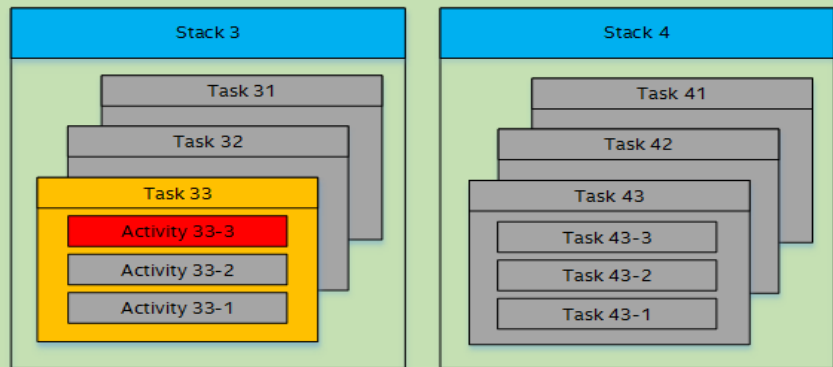 Stack 3
Task 31
Task 32
Task 33
Activity 33-3
Activity 33-2
Activity 33-1
Stack 4
Task 41
Task 42
Task 43
Task 43-3
Task 43-2
Task 43-1